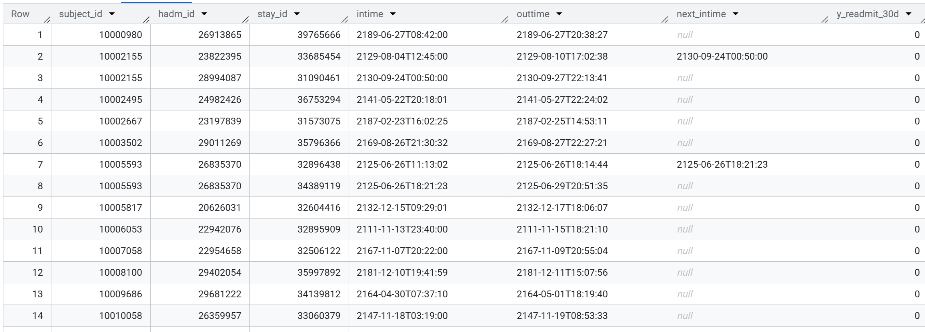 Row subject_id hadm_id stay_id intime outtime next_intime y_readmit_30d
1 10000980 26913865 39765666 2189-06-27T08:42:00 2189-06-27T20:38:27 null 0
2 10002155 23822395 33685454 2129-08-04T12:45:00 2129-08-10T17:02:38 2130-09-24T00:50:00 0
3 10002155 28994087 31090461 2130-09-24T00:50:00 2130-09-27T22:13:41 null 0
4 10002495 24982426 36753294 2141-05-22T20:18:01 2141-05-27T22:24:02 null 0
5 10002667 23197839 31573075 2187-02-23T16:02:25 2187-02-25T14:53:11 null 0
6 10003502 29011269 35796366 2169-08-26T21:30:32 2169-08-27T22:27:21 null 0
7 10005593 26835370 32896438 2125-06-26T11:13:02 2125-06-26T18:14:44 2125-06-26T18:21:23 0
8 10005593 26835370 34389119 2125-06-26T18:21:23 2125-06-29T20:51:35 null 0
9 10005817 20626031 32604416 2132-12-15T09:29:01 2132-12-17T18:06:07 null 0
10 10006053 22942076 32895909 2111-11-13T23:40:00 2111-11-15T18:21:10 null 0
11 10007058 22954658 32506122 2167-11-07T20:22:00 2167-11-09T20:55:04 null 0
12 10008100 29402054 35997892 2181-12-10T19:41:59 2181-12-11T15:07:56 null 0
13 10009686 29681222 34139812 2164-04-30T07:37:10 2164-05-01T18:19:40 null 0
14 10010058 26359957 33060379 2147-11-18T03:19:00 2147-11-19T08:53:33 null 0